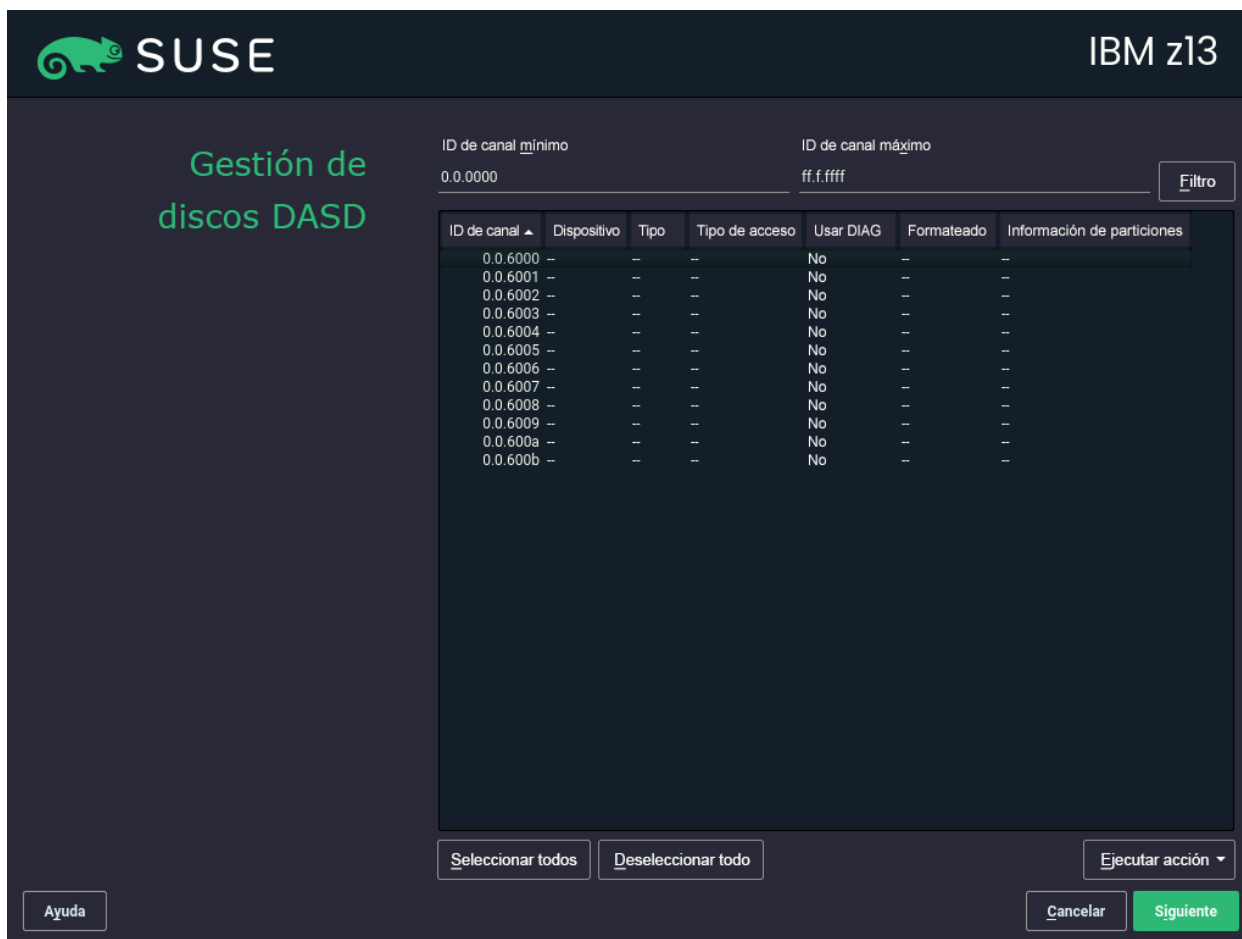 SUSE
IBM z13
Gestión de
discos DASD
ID de canal mínimo
ID de canal máximo
0.0.0000
ff.f.ffff
Filtro
ID de canal Dispositivo Tipo Tipo de acceso Usar DIAG Formateado Información de particiones
0.0.6000 -- -- -- No -- --
0.0.6001 -- -- -- No -- --
0.0.6002 -- -- -- No -- --
0.0.6003 -- -- -- No -- --
0.0.6004 -- -- -- No -- --
0.0.6005 -- -- -- No -- --
0.0.6006 -- -- -- No -- --
0.0.6007 -- -- -- No -- --
0.0.6008 -- -- -- No -- --
0.0.6009 -- -- -- No -- --
0.0.600a -- -- -- No -- --
0.0.600b -- -- -- No -- --
Seleccionar todos
Deseleccionar todo
Ejecutar acción
Ayuda
Cancelar
Siguiente